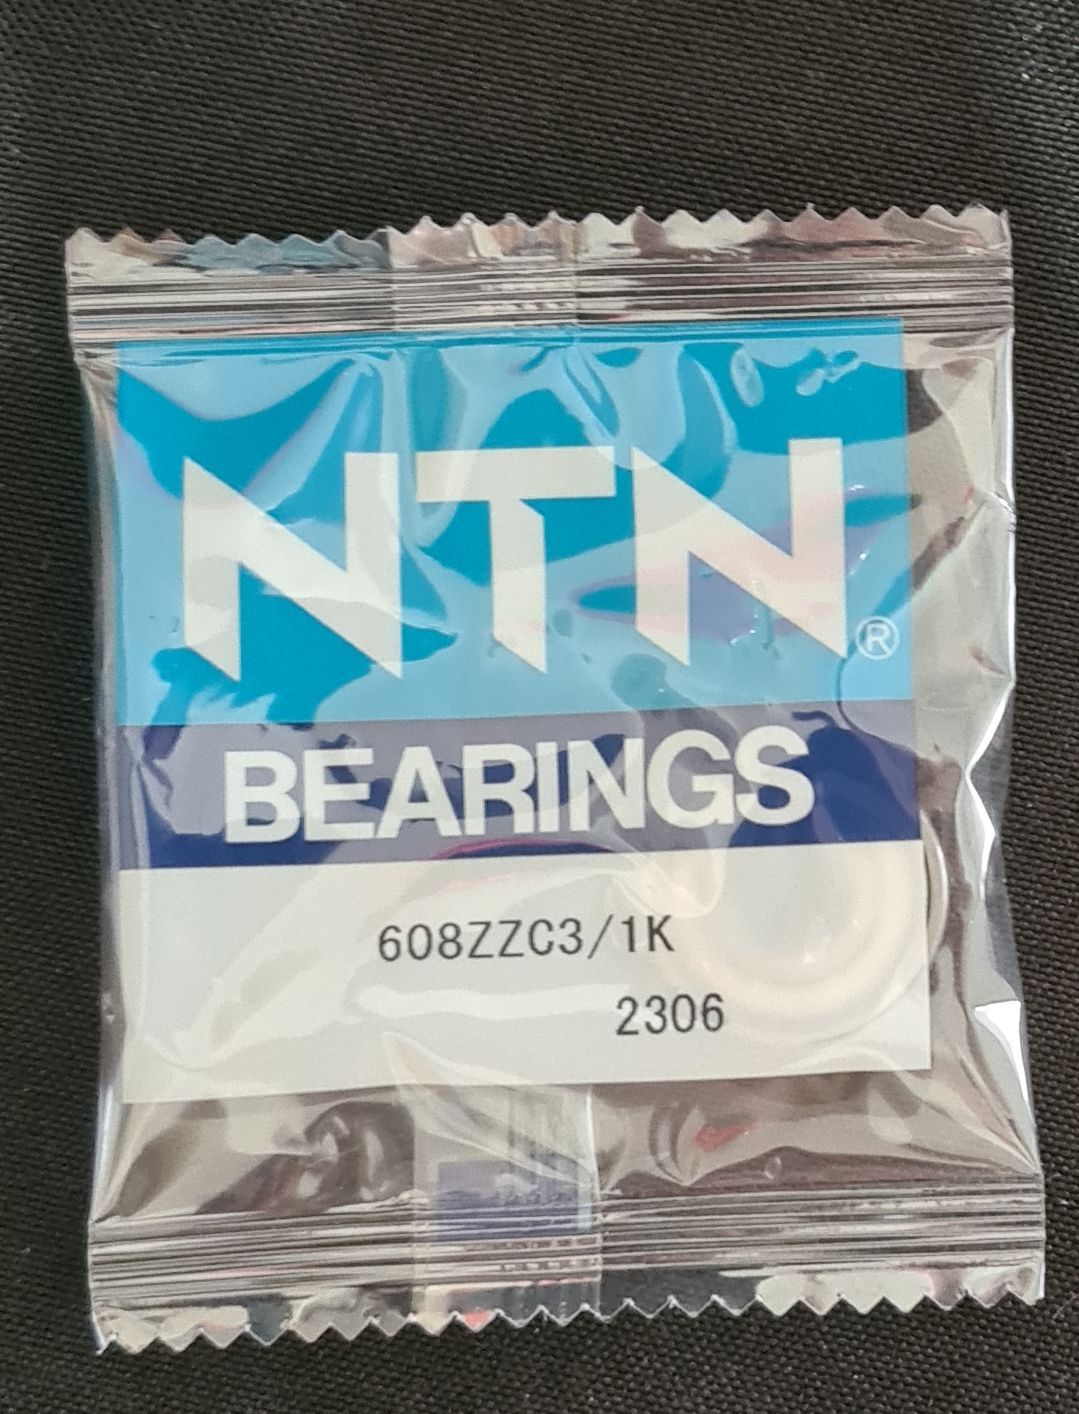 NTN®
BEARINGS
608ZZC3/1K
2306